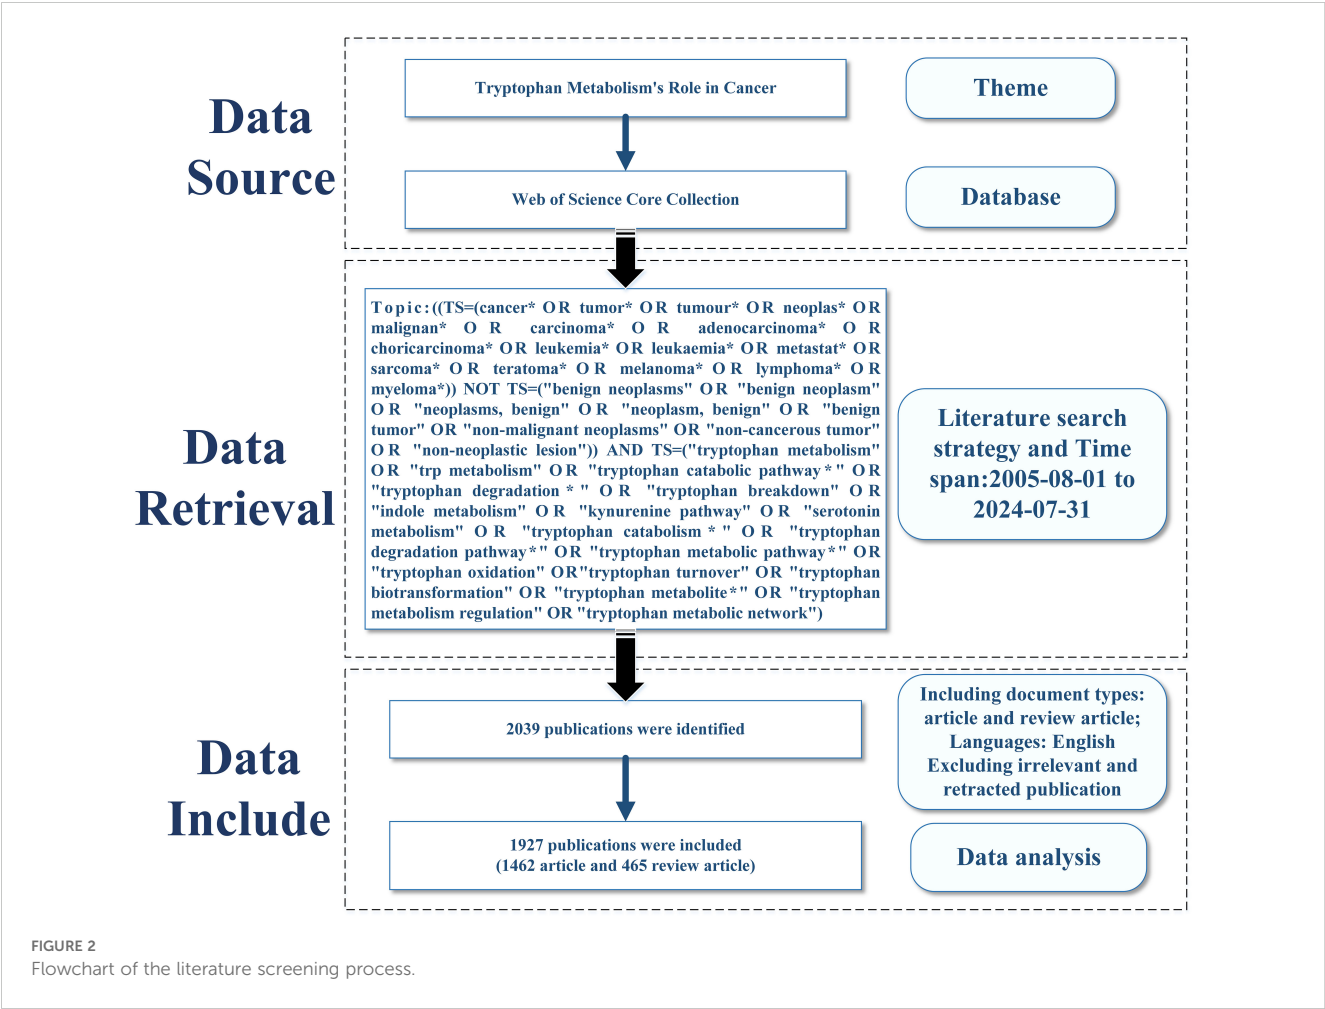 Data
Source
Tryptophan Metabolism's Role in Cancer
Theme
Web of Science Core Collection
Database
Data
Retrieval
Topic:((TS=(cancer* OR tumor* OR tumour* OR neoplas* OR
malignan* OR carcinoma* OR adenocarcinoma* OR
choricarcinoma* OR leukemia* OR leukaemia* OR metastat* OR
sarcoma* OR teratoma* OR melanoma* OR lymphoma* OR
myeloma*)) NOT TS=("benign neoplasms" OR "benign neoplasm"
OR "neoplasms, benign" OR "neoplasm, benign" OR "benign
tumor" OR "non-malignant neoplasms" OR "non-cancerous tumor"
OR "non-neoplastic lesion")) AND TS=("tryptophan metabolism"
OR "trp metabolism" OR "tryptophan catabolic pathway*" OR
"tryptophan degradation*" OR "tryptophan breakdown" OR
"indole metabolism" OR "kynurenine pathway" OR "serotonin
metabolism" OR "tryptophan catabolism*" OR "tryptophan
degradation pathway*" OR "tryptophan metabolic pathway*" OR
"tryptophan oxidation" OR"tryptophan turnover" OR "tryptophan
biotransformation" OR "tryptophan metabolite*" OR "tryptophan
metabolism regulation" OR "tryptophan metabolic network")
Literature search
strategy and Time
span:2005-08-01 to
2024-07-31
Data
Include
2039 publications were identified
Including document types:
article and review article;
Languages: English
Excluding irrelevant and
retracted publication
1927 publications were included
(1462 article and 465 review article)
Data analysis
FIGURE 2
Flowchart of the literature screening process.